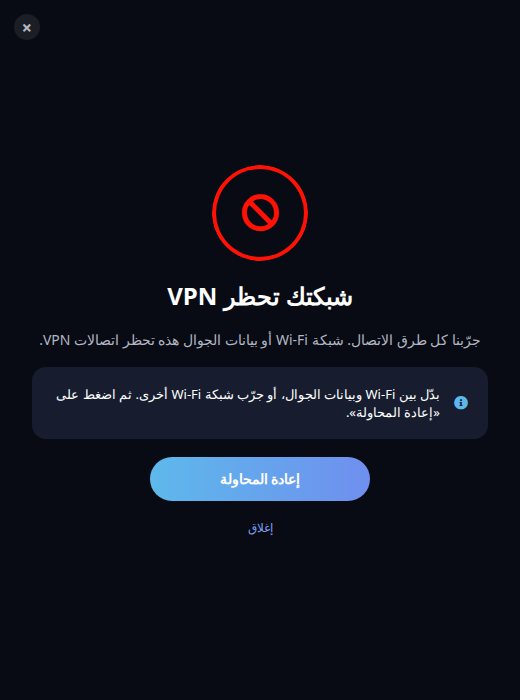 شبكتك تحظر VPN
جرّبنا كل طرق الاتصال. شبكة Wi-Fi أو بيانات الجوال هذه تحظر اتصالات VPN.
بدّل بين Wi-Fi وبيانات الجوال، أو جرّب شبكة Wi-Fi أخرى. ثم اضغط على
«إعادة المحاولة».
إعادة المحاولة
إغلاق